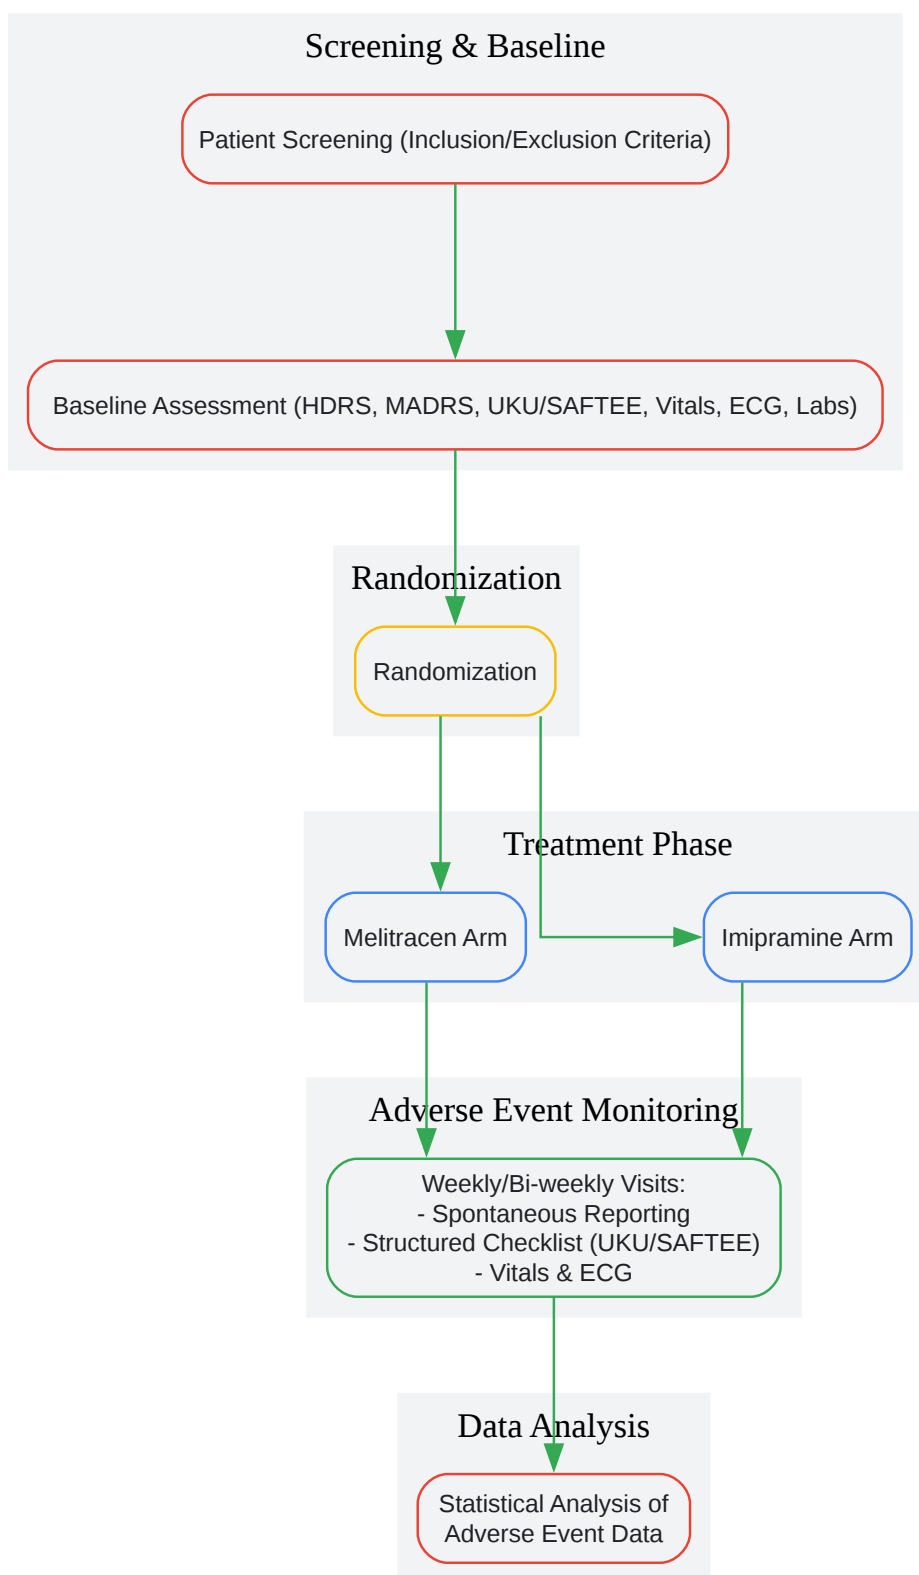 Screening & Baseline
Patient Screening (Inclusion/Exclusion Criteria)
Baseline Assessment (HDRS, MADRS, UKU/SAFTEE, Vitals, ECG, Labs)
Randomization
Randomization
Treatment Phase
Melitracen Arm
Imipramine Arm
Adverse Event Monitoring
Weekly/Bi-weekly Visits:
- Spontaneous Reporting
- Structured Checklist (UKU/SAFTEE)
- Vitals & ECG
Data Analysis
Statistical Analysis of
Adverse Event Data